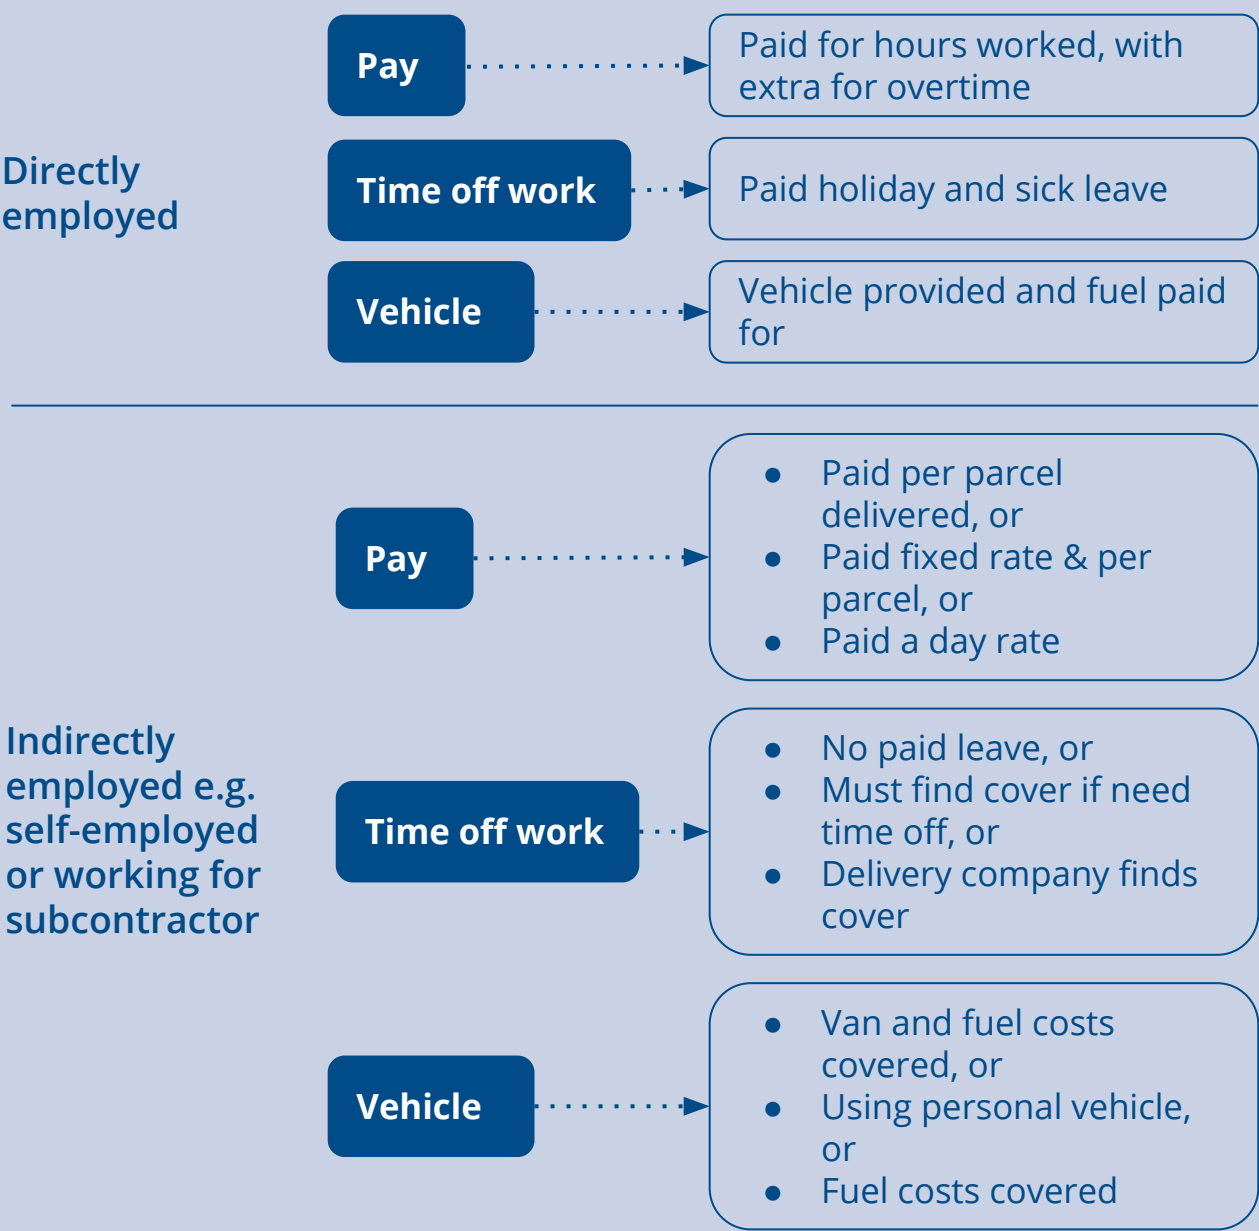 Directly
employed
Pay
Paid for hours worked, with
extra for overtime
Time off work
Paid holiday and sick leave
Vehicle
Vehicle provided and fuel paid
for
Indirectly
employed e.g.
self-employed
or working for
subcontractor
Pay
● Paid per parcel
delivered, or
● Paid fixed rate & per
parcel, or
● Paid a day rate
Time off work
● No paid leave, or
● Must find cover if need
time off, or
● Delivery company finds
cover
Vehicle
● Van and fuel costs
covered, or
● Using personal vehicle,
or
● Fuel costs covered